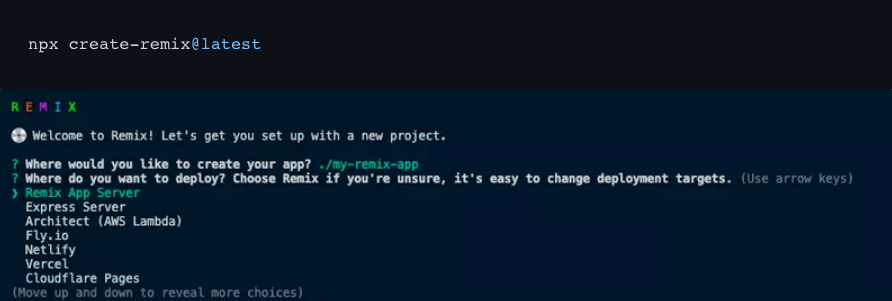 npx create-remix@latest
R E M I X
💿 Welcome to Remix! Let's get you set up with a new project.
? Where would you like to create your app? ./my-remix-app
? Where do you want to deploy? Choose Remix if you're unsure, it's easy to change deployment targets. (Use arrow keys)
❯ Remix App Server
Express Server
Architect (AWS Lambda)
Fly.io
Netlify
Vercel
Cloudflare Pages
(Move up and down to reveal more choices)